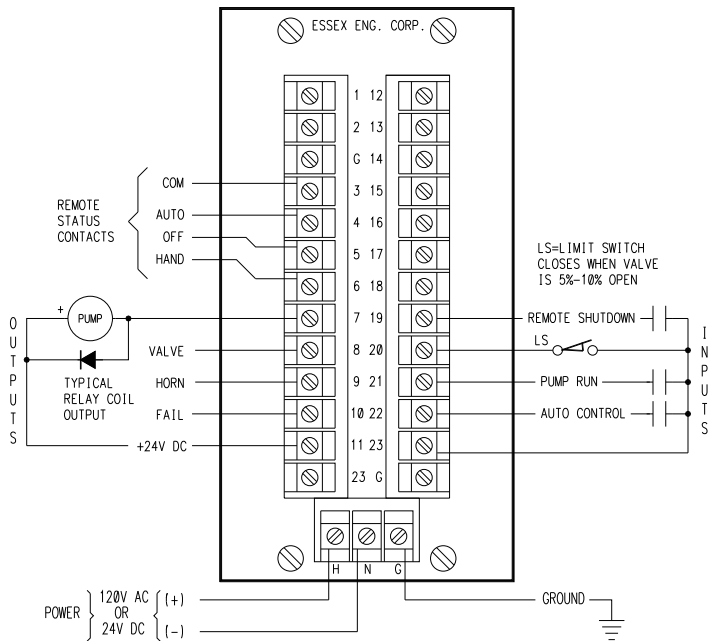 ESSEX ENG. CORP.
1 12
2 13
G 14
3 15
4 16
5 17
6 18
7 19
8 20
9 21
10 22
11 23
23 G
H N G
REMOTE
STATUS
CONTACTS
COM
AUTO
OFF
HAND
OUTPUTS
+
PUMP
TYPICAL
RELAY COIL
OUTPUT
VALVE
HORN
FAIL
+24V DC
LS=LIMIT SWITCH
CLOSES WHEN VALVE
IS 5%-10% OPEN
REMOTE SHUTDOWN
LS
PUMP RUN
AUTO CONTROL
INPUTS
POWER
120V AC
OR
24V DC
(+)
(-)
GROUND